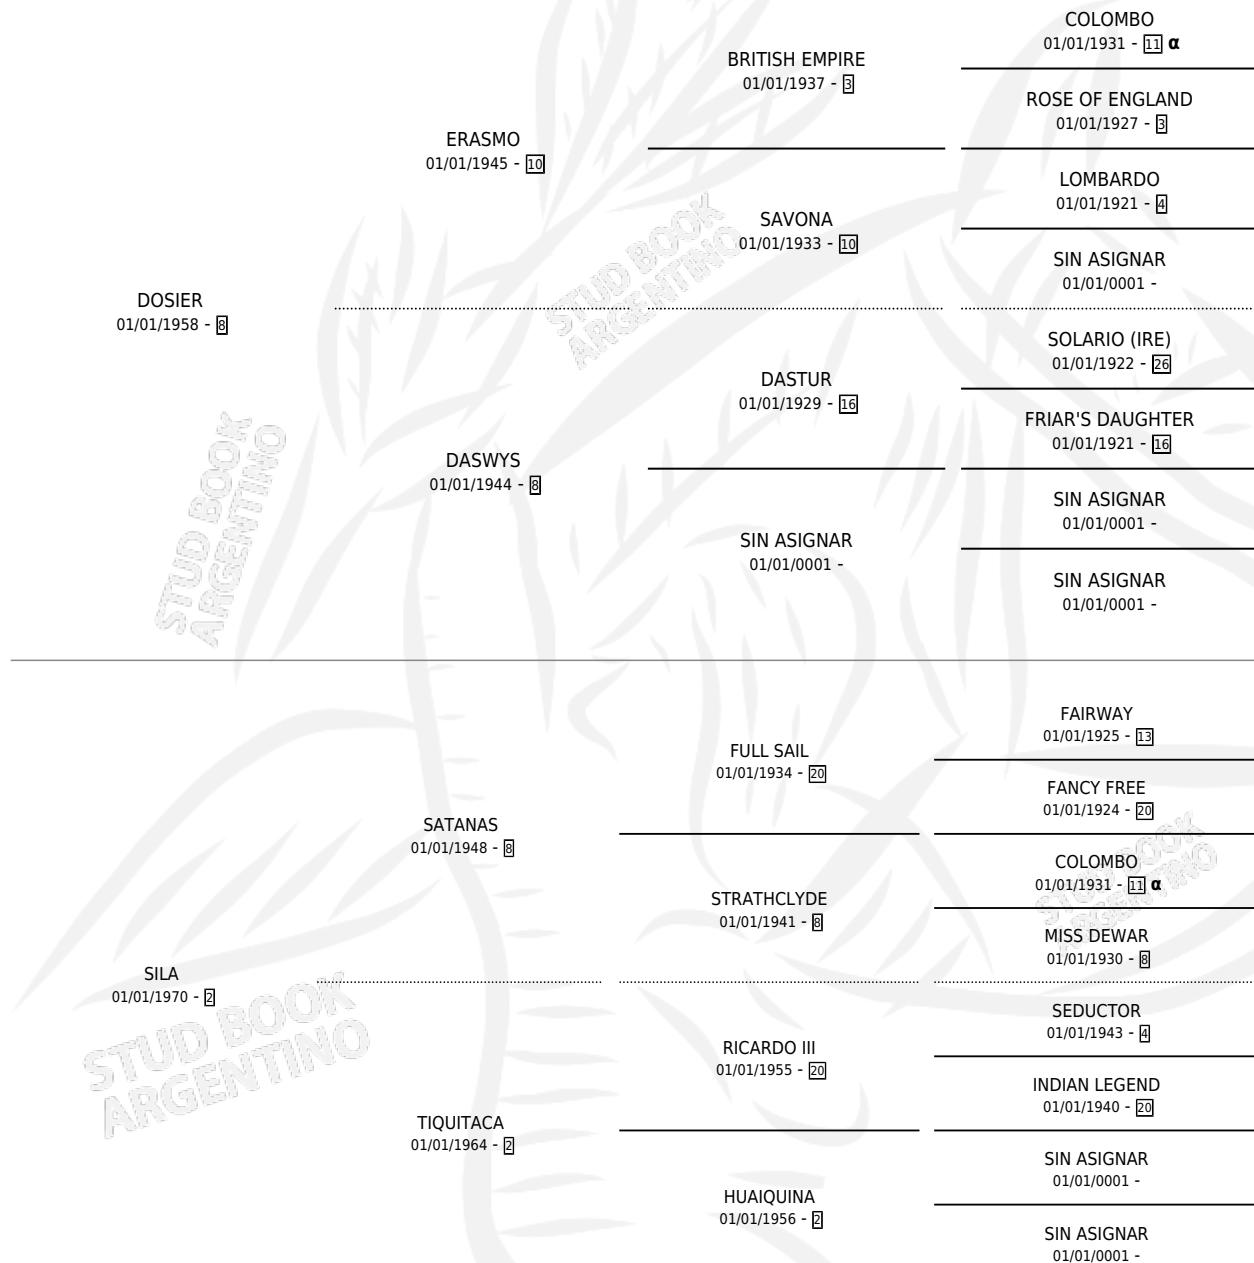 COLOMBO
01/01/1931 - 11 α
BRITISH EMPIRE
01/01/1937 - 3
ROSE OF ENGLAND
01/01/1927 - 3
ERASMO
01/01/1945 - 10
LOMBARDO
01/01/1921 - 4
SAVONA
01/01/1933 - 10
SIN ASIGNAR
01/01/0001 -
DOSIER
01/01/1958 - 8
STUD BOOK
ARGENTINO
SOLARIO (IRE)
01/01/1922 - 26
DASTUR
01/01/1929 - 16
FRIAR'S DAUGHTER
01/01/1921 - 16
DASWYS
01/01/1944 - 8
SIN ASIGNAR
01/01/0001 -
SIN ASIGNAR
01/01/0001 -
SIN ASIGNAR
01/01/0001 -
STUD BOOK
ARGENTINO
FAIRWAY
01/01/1925 - 13
FULL SAIL
01/01/1934 - 20
FANCY FREE
01/01/1924 - 20
SATANAS
01/01/1948 - 8
COLOMBO
01/01/1931 - 11 α
STUD BOOK
ARGENTINO
STRATHCLYDE
01/01/1941 - 8
MISS DEWAR
01/01/1930 - 8
SILA
01/01/1970 - 2
STUD BOOK
ARGENTINO
SEDUCTOR
01/01/1943 - 4
RICARDO III
01/01/1955 - 20
INDIAN LEGEND
01/01/1940 - 20
TIQUITACA
01/01/1964 - 2
SIN ASIGNAR
01/01/0001 -
HUAIQUINA
01/01/1956 - 2
SIN ASIGNAR
01/01/0001 -